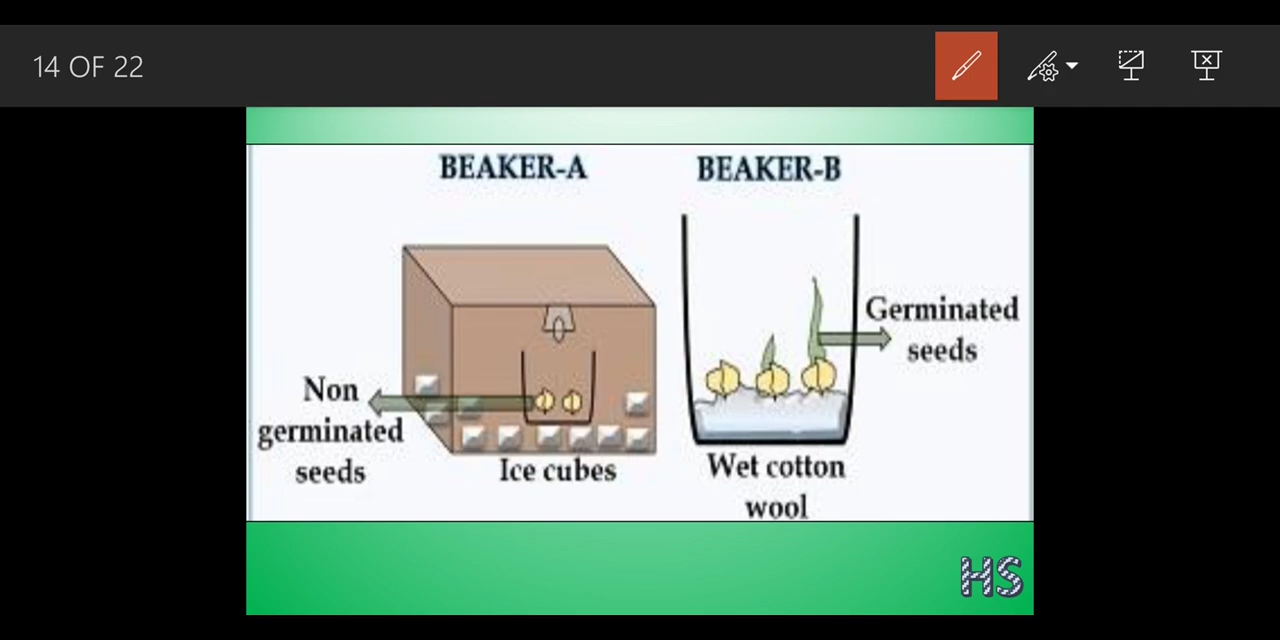 14 OF 22
BEAKER-A
BEAKER-B
Non
germinated
seeds
Ice cubes
Germinated
seeds
Wet cotton
wool
HS